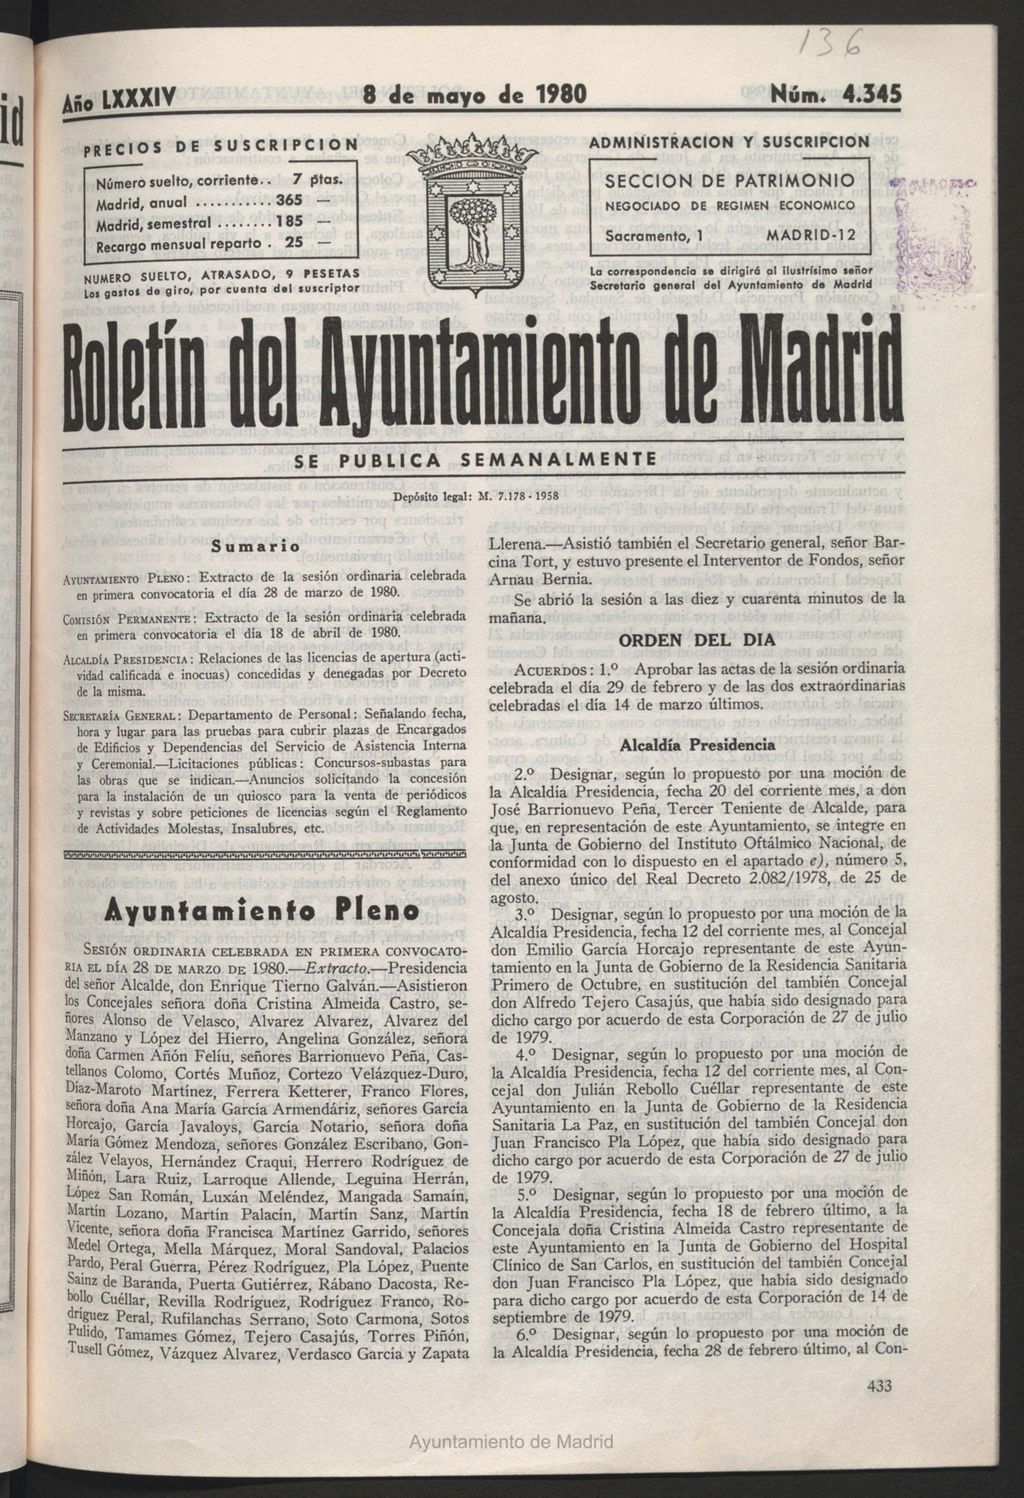 136
id
Año LXXXIV 8 de mayo de 1980 Núm. 4.345
PRECIOS DE SUSCRIPCION
Número suelto, corriente.. 7 ptas.
Madrid, anual ........... 365 —
Madrid, semestral ........ 185 —
Recargo mensual reparto . 25 —
NUMERO SUELTO, ATRASADO, 9 PESETAS
Los gastos de giro, por cuenta del suscriptor
ADMINISTRACION Y SUSCRIPCION
SECCION DE PATRIMONIO
NEGOCIADO DE REGIMEN ECONOMICO
Sacramento, 1 MADRID-12
La correspondencia se dirigirá al ilustrísimo señor
Secretario general del Ayuntamiento de Madrid
Boletín del Ayuntamiento de Madrid
SE PUBLICA SEMANALMENTE
Depósito legal: M. 7.178 - 1958
Sumario
AYUNTAMIENTO PLENO: Extracto de la sesión ordinaria celebrada
en primera convocatoria el día 28 de marzo de 1980.
COMISIÓN PERMANENTE: Extracto de la sesión ordinaria celebrada
en primera convocatoria el día 18 de abril de 1980.
ALCALDÍA PRESIDENCIA: Relaciones de las licencias de apertura (acti-
vidad calificada e inocuas) concedidas y denegadas por Decreto
de la misma.
SECRETARÍA GENERAL: Departamento de Personal: Señalando fecha,
hora y lugar para las pruebas para cubrir plazas de Encargados
de Edificios y Dependencias del Servicio de Asistencia Interna
y Ceremonial.—Licitaciones públicas: Concursos-subastas para
las obras que se indican.—Anuncios solicitando la concesión
para la instalación de un quiosco para la venta de periódicos
y revistas y sobre peticiones de licencias según el Reglamento
de Actividades Molestas, Insalubres, etc.
Ayuntamiento Pleno
SESIÓN ORDINARIA CELEBRADA EN PRIMERA CONVOCATO-
RIA EL DÍA 28 DE MARZO DE 1980.—Extracto.—Presidencia
del señor Alcalde, don Enrique Tierno Galván.—Asistieron
los Concejales señora doña Cristina Almeida Castro, se-
ñores Alonso de Velasco, Alvarez Alvarez, Alvarez del
Manzano y López del Hierro, Angelina González, señora
doña Carmen Añón Felíu, señores Barrionuevo Peña, Cas-
tellanos Colomo, Cortés Muñoz, Cortezo Velázquez-Duro,
Díaz-Maroto Martínez, Ferrera Ketterer, Franco Flores,
señora doña Ana María García Armendáriz, señores García
Horcajo, García Javaloys, García Notario, señora doña
María Gómez Mendoza, señores González Escribano, Gon-
zález Velayos, Hernández Craqui, Herrero Rodríguez de
Miñón, Lara Ruiz, Larroque Allende, Leguina Herrán,
López San Román, Luxán Meléndez, Mangada Samaín,
Martín Lozano, Martín Palacín, Martín Sanz, Martín
Vicente, señora doña Francisca Martínez Garrido, señores
Medel Ortega, Mella Márquez, Moral Sandoval, Palacios
Pardo, Peral Guerra, Pérez Rodríguez, Pla López, Puente
Sainz de Baranda, Puerta Gutiérrez, Rábano Dacosta, Re-
bollo Cuéllar, Revilla Rodríguez, Rodríguez Franco, Ro-
dríguez Peral, Rufilanchas Serrano, Soto Carmona, Sotos
Pulido, Tamames Gómez, Tejero Casajús, Torres Piñón,
Tusell Gómez, Vázquez Alvarez, Verdasco García y Zapata
Llerena.—Asistió también el Secretario general, señor Bar-
cina Tort, y estuvo presente el Interventor de Fondos, señor
Arnau Bernia.
Se abrió la sesión a las diez y cuarenta minutos de la
mañana.
ORDEN DEL DIA
ACUERDOS: 1.º Aprobar las actas de la sesión ordinaria
celebrada el día 29 de febrero y de las dos extraordinarias
celebradas el día 14 de marzo últimos.
Alcaldía Presidencia
2.º Designar, según lo propuesto por una moción de
la Alcaldía Presidencia, fecha 20 del corriente mes, a don
José Barrionuevo Peña, Tercer Teniente de Alcalde, para
que, en representación de este Ayuntamiento, se integre en
la Junta de Gobierno del Instituto Oftálmico Nacional, de
conformidad con lo dispuesto en el apartado e), número 5,
del anexo único del Real Decreto 2.082/1978, de 25 de
agosto.
3.º Designar, según lo propuesto por una moción de la
Alcaldía Presidencia, fecha 12 del corriente mes, al Concejal
don Emilio García Horcajo representante de este Ayun-
tamiento en la Junta de Gobierno de la Residencia Sanitaria
Primero de Octubre, en sustitución del también Concejal
don Alfredo Tejero Casajús, que había sido designado para
dicho cargo por acuerdo de esta Corporación de 27 de julio
de 1979.
4.º Designar, según lo propuesto por una moción de
la Alcaldía Presidencia, fecha 12 del corriente mes, al Con-
cejal don Julián Rebollo Cuéllar representante de este
Ayuntamiento en la Junta de Gobierno de la Residencia
Sanitaria La Paz, en sustitución del también Concejal don
Juan Francisco Pla López, que había sido designado para
dicho cargo por acuerdo de esta Corporación de 27 de julio
de 1979.
5.º Designar, según lo propuesto por una moción de
la Alcaldía Presidencia, fecha 18 de febrero último, a la
Concejala doña Cristina Almeida Castro representante de
este Ayuntamiento en la Junta de Gobierno del Hospital
Clínico de San Carlos, en sustitución del también Concejal
don Juan Francisco Pla López, que había sido designado
para dicho cargo por acuerdo de esta Corporación de 14 de
septiembre de 1979.
6.º Designar, según lo propuesto por una moción de
la Alcaldía Presidencia, fecha 28 de febrero último, al Con-
433
Ayuntamiento de Madrid